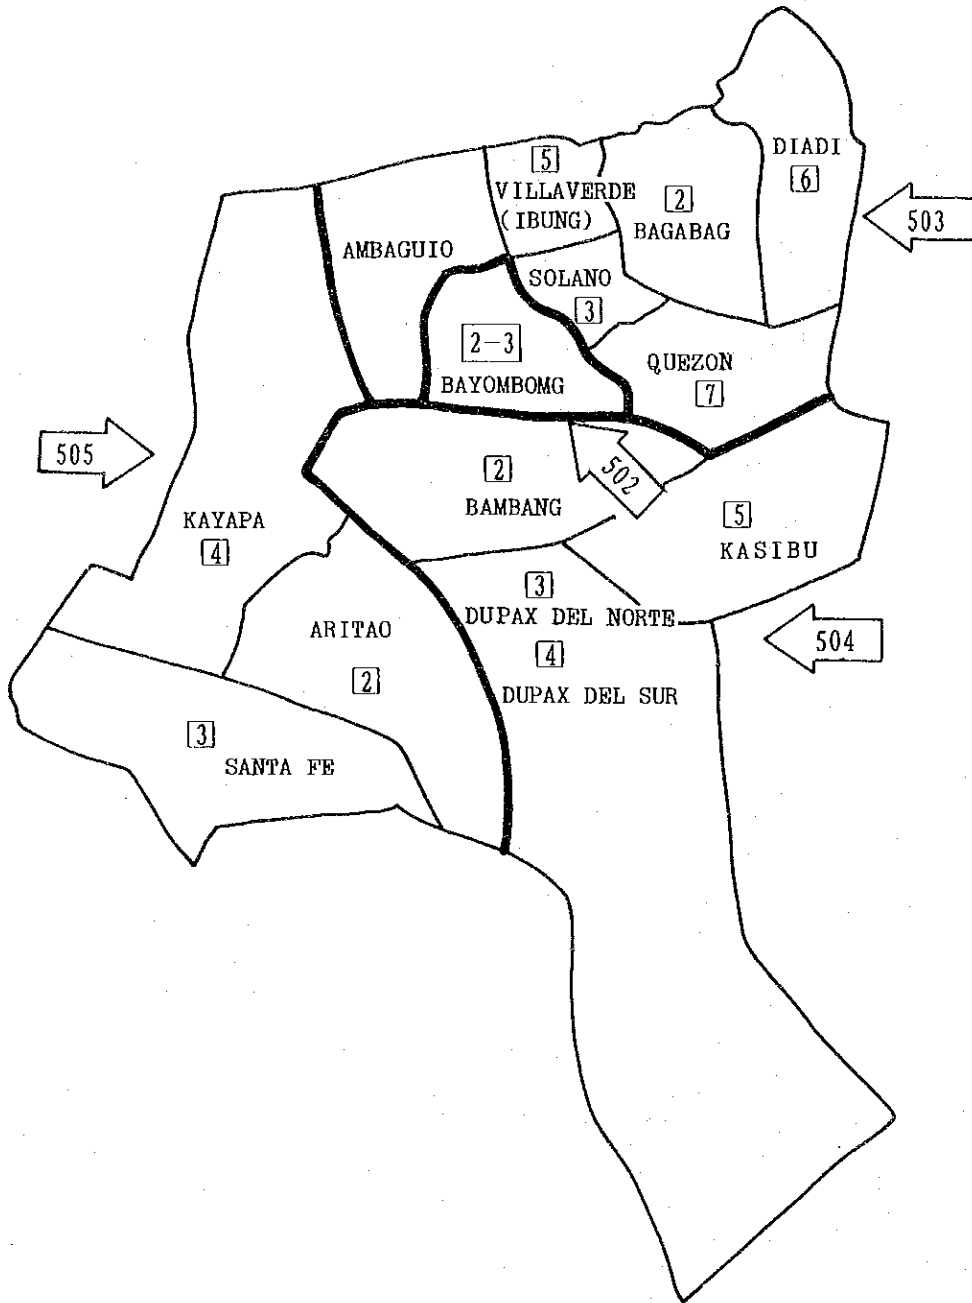 DIADI
6
5
VILLAVERDE
(IBUNG)
2
BAGABAG
503
AMBAGUIO
SOLANO
3
2-3
BAYOMBOMG
QUEZON
7
505
502
2
BAMBANG
KAYAPA
4
5
KASIBU
3
DUPAX DEL NORTE
4
DUPAX DEL SUR
504
ARITAO
2
3
SANTA FE